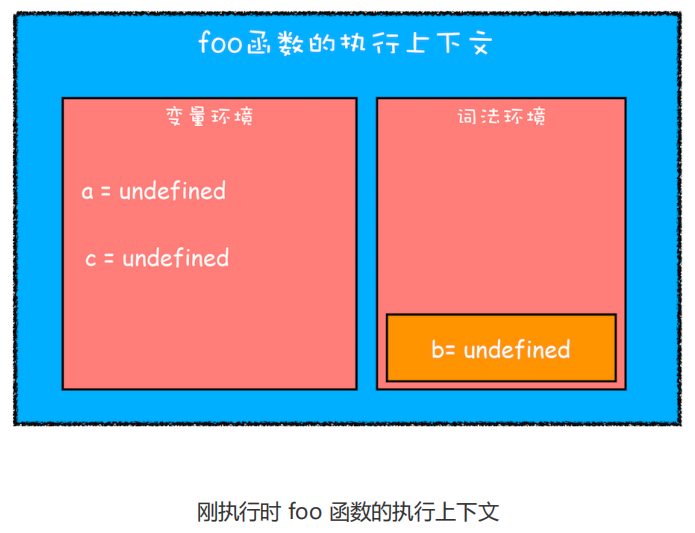 foo函数的执行上下文
变量环境
词法环境
a = undefined
c = undefined
b= undefined
刚执行时 foo 函数的执行上下文